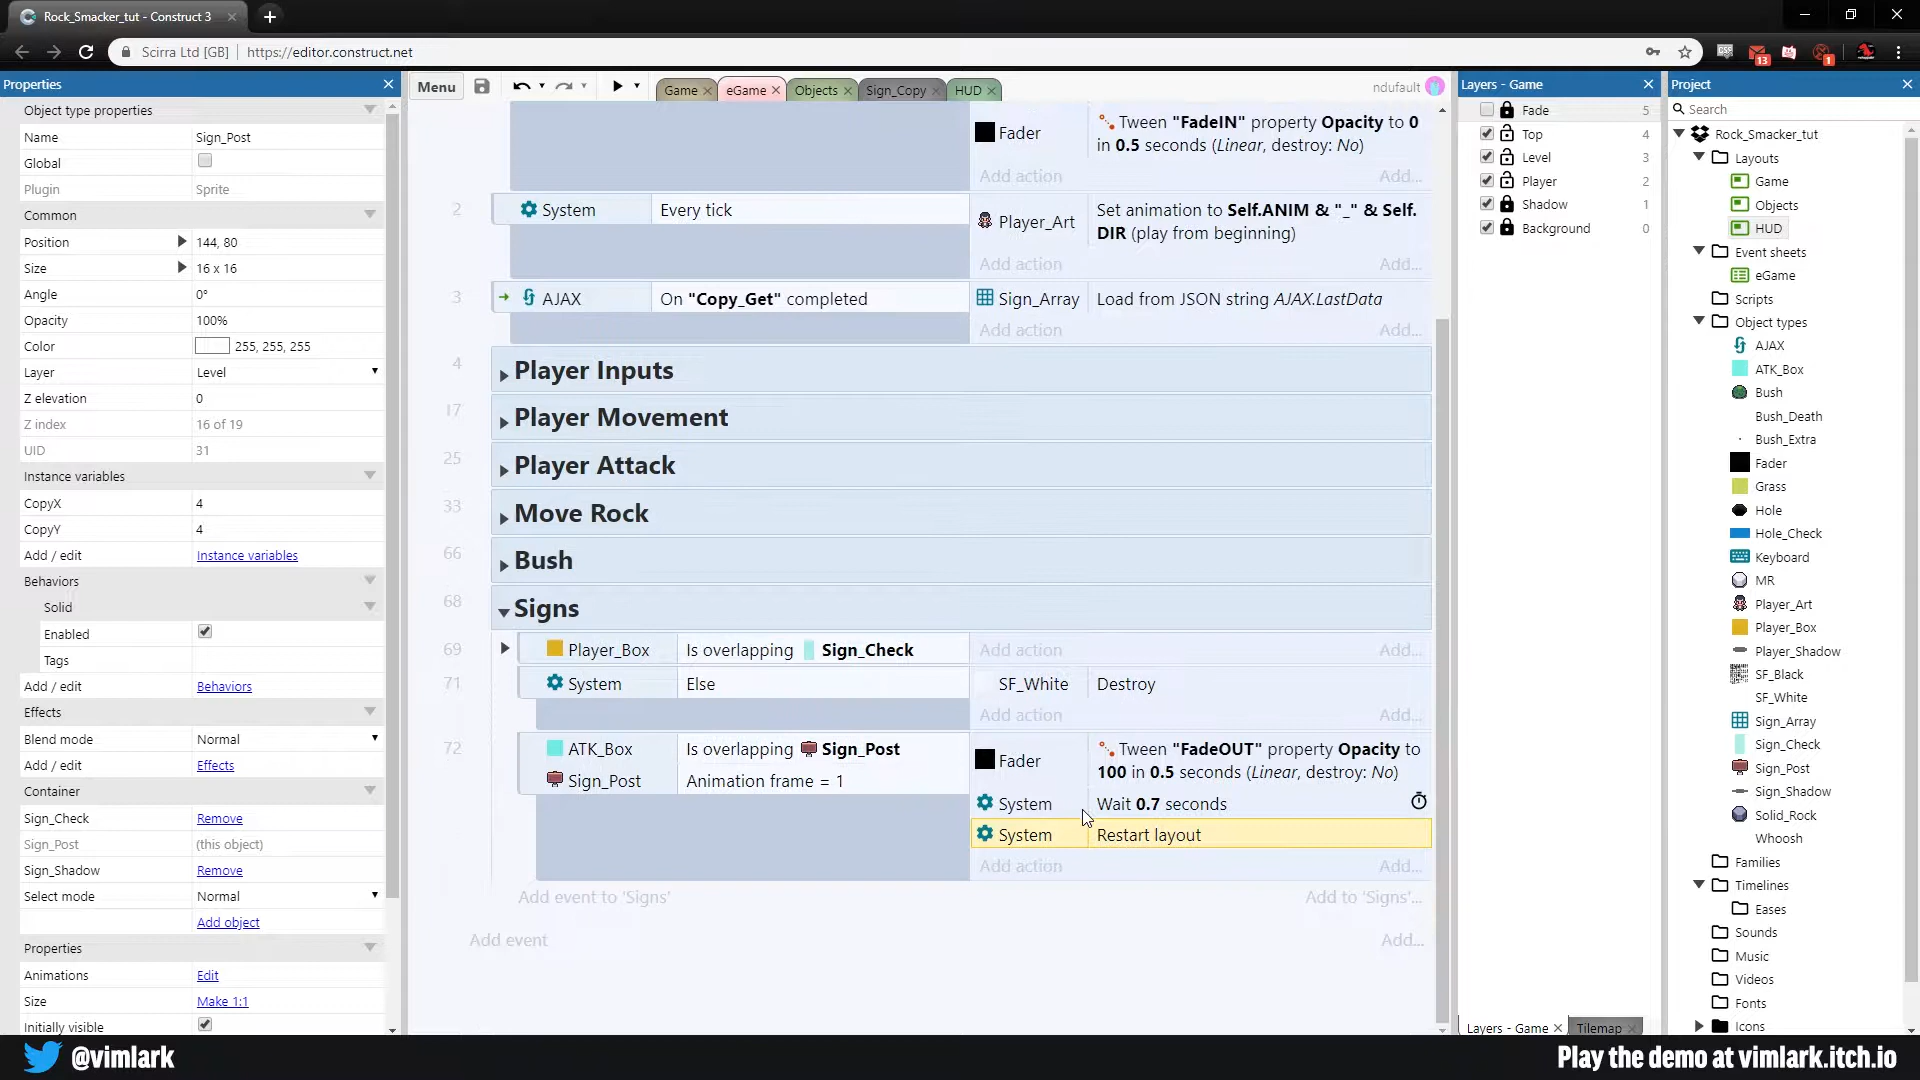 Rock_Smacker_tut - Construct 3
Scirra Ltd [GB] | https://editor.construct.net
13
1
Properties
Object type properties
Name Sign_Post
Global
Plugin Sprite
Common
Position 144, 80
Size 16 x 16
Angle 0°
Opacity 100%
Color 255, 255, 255
Layer Level
Z elevation 0
Z index 16 of 19
UID 31
Instance variables
CopyX 4
CopyY 4
Add / edit Instance variables
Behaviors
Solid
Enabled
Tags
Add / edit Behaviors
Effects
Blend mode Normal
Add / edit Effects
Container
Sign_Check Remove
Sign_Post (this object)
Sign_Shadow Remove
Select mode Normal
Add object
Properties
Animations Edit
Size Make 1:1
Initially visible
Menu
Game eGame Objects Sign_Copy HUD
ndufault
Fader Tween "FadeIN" property Opacity to 0
in 0.5 seconds (Linear, destroy: No)
Add action Add...
2 System Every tick
Player_Art Set animation to Self.ANIM & "_" & Self.
DIR (play from beginning)
Add action Add...
3 AJAX On "Copy_Get" completed Sign_Array Load from JSON string AJAX.LastData
Add action Add...
4 Player Inputs
17 Player Movement
25 Player Attack
33 Move Rock
66 Bush
68 Signs
69 Player_Box Is overlapping Sign_Check Add action Add...
71 System Else SF_White Destroy
Add action Add...
72 ATK_Box Is overlapping Sign_Post
Sign_Post Animation frame = 1
Fader Tween "FadeOUT" property Opacity to
100 in 0.5 seconds (Linear, destroy: No)
System Wait 0.7 seconds
System Restart layout
Add action Add...
Add event to 'Signs' Add to 'Signs'...
Add event Add...
Layers - Game
Fade 5
Top 4
Level 3
Player 2
Shadow 1
Background 0
Layers - Game Tilemap
Project
Search
Rock_Smacker_tut
Layouts
Game
Objects
HUD
Event sheets
eGame
Scripts
Object types
AJAX
ATK_Box
Bush
Bush_Death
Bush_Extra
Fader
Grass
Hole
Hole_Check
Keyboard
MR
Player_Art
Player_Box
Player_Shadow
SF_Black
SF_White
Sign_Array
Sign_Check
Sign_Post
Sign_Shadow
Solid_Rock
Whoosh
Families
Timelines
Eases
Sounds
Music
Videos
Fonts
Icons
@vimlark
Play the demo at vimlark.itch.io